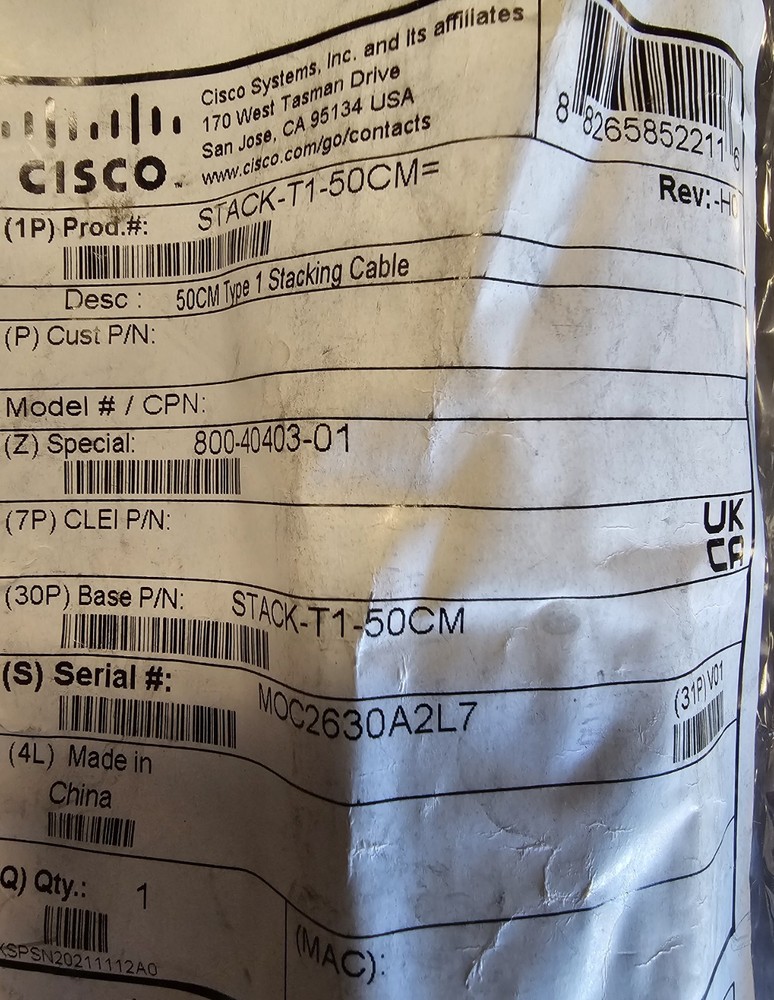 Cisco Systems, Inc. and its affiliates
170 West Tasman Drive
San Jose, CA 95134 USA
www.cisco.com/go/contacts
CISCO
8 82658522116
(1P) Prod.#: STACK-T1-50CM=
Rev:-H0
Desc : 50CM Type 1 Stacking Cable
(P) Cust P/N:
Model # / CPN:
(Z) Special: 800-40403-01
(7P) CLEI P/N:
UK
CA
(30P) Base P/N: STACK-T1-50CM
(S) Serial #: MOC2630A2L7
(31P) V01
(4L) Made in
China
Q) Qty.: 1
(MAC):
KSPSN20211112A0